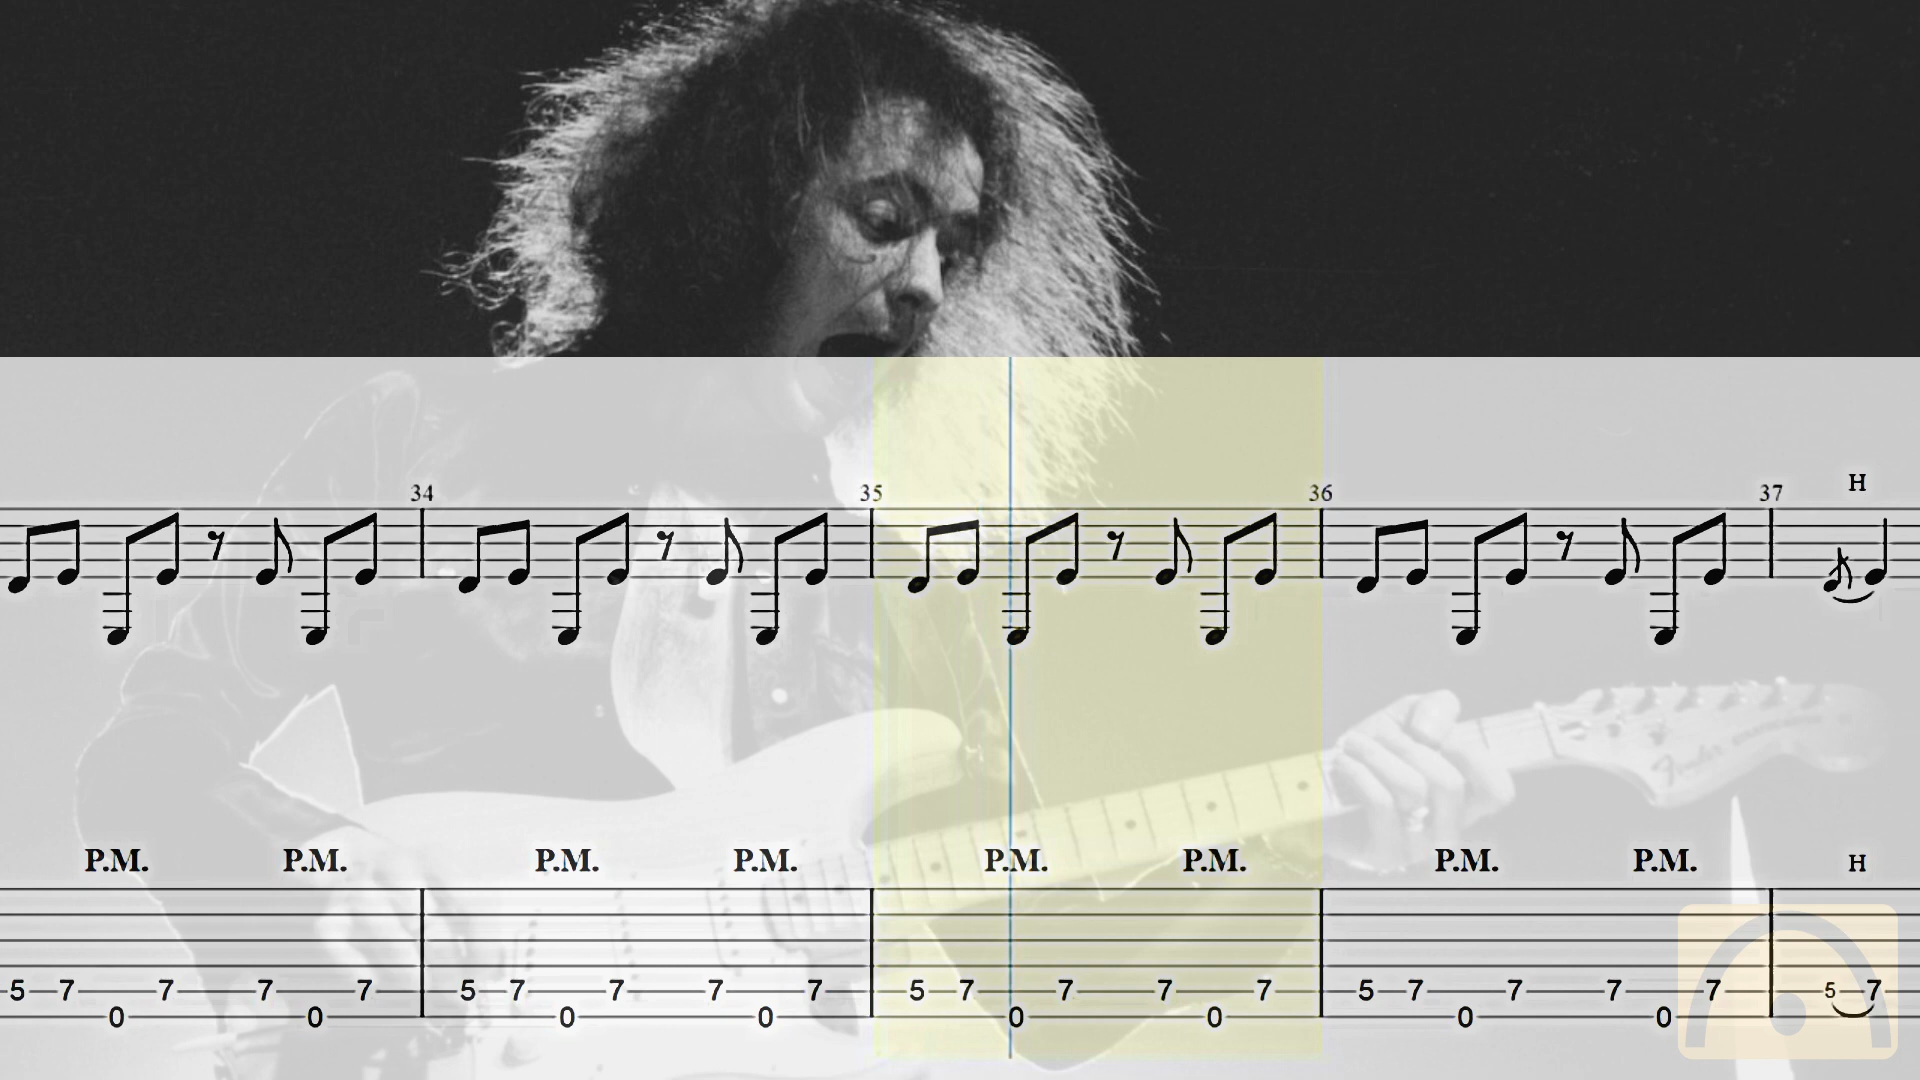 H
34 35 36 37
P.M. P.M. P.M. P.M. P.M. P.M. P.M. P.M. H
5 7 7 7 7 5 7 7 7 7 5 7 7 7 7 5 7 7 7 7 5 7
0 0 0 0 0 0 0 0
Fender